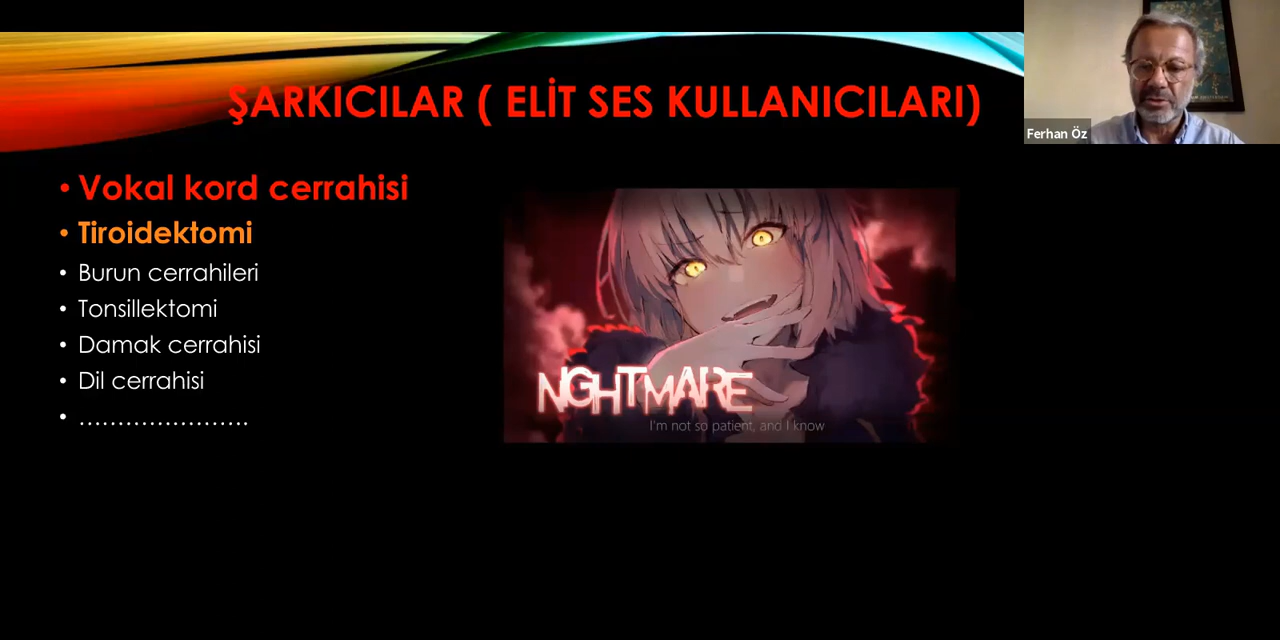 ŞARKICILAR ( ELİT SES KULLANICILARI)
Ferhan Öz
• Vokal kord cerrahisi
• Tiroidektomi
• Burun cerrahileri
• Tonsillektomi
• Damak cerrahisi
• Dil cerrahisi
• ......................
NGHTMARE
I'm not so patient, and I know